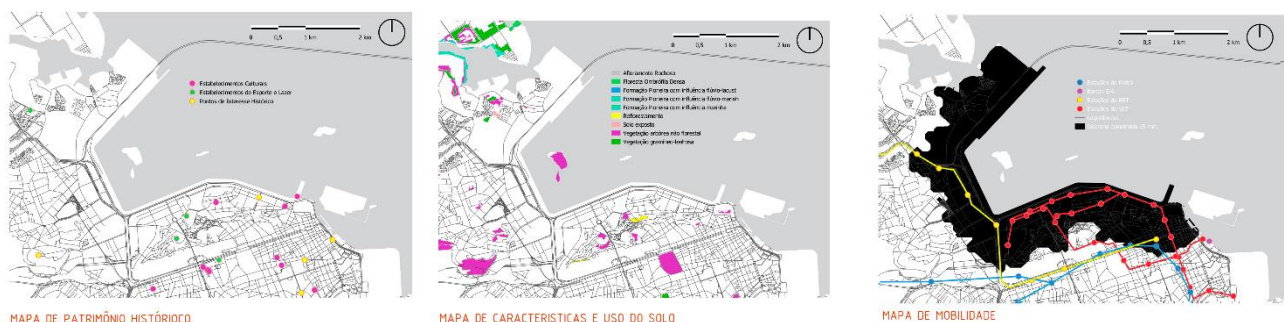 0 0,5 1 km 2 km
Estabelecimentos Culturais
Estabelecimentos de Esporte e Lazer
Pontos de Interesse Histórico
MAPA DE PATRIMÔNIO HISTÓRICO
0 0,5 1 km 2 km
Afloramento Rochoso
Floresta Ombrófila Densa
Formação Pioneira com influência flúvio-lacust
Formação Pioneira com influência flúvio-marinh
Formação Pioneira com influência marinha
Reflorestamento
Solo exposto
Vegetação arbórea não florestal
Vegetação gramíneo-lenhosa
MAPA DE CARACTERISTICAS E USO DO SOLO
0 0,5 1 km 2 km
Estações de BRT
Estações do VLT
MAPA DE MOBILIDADE